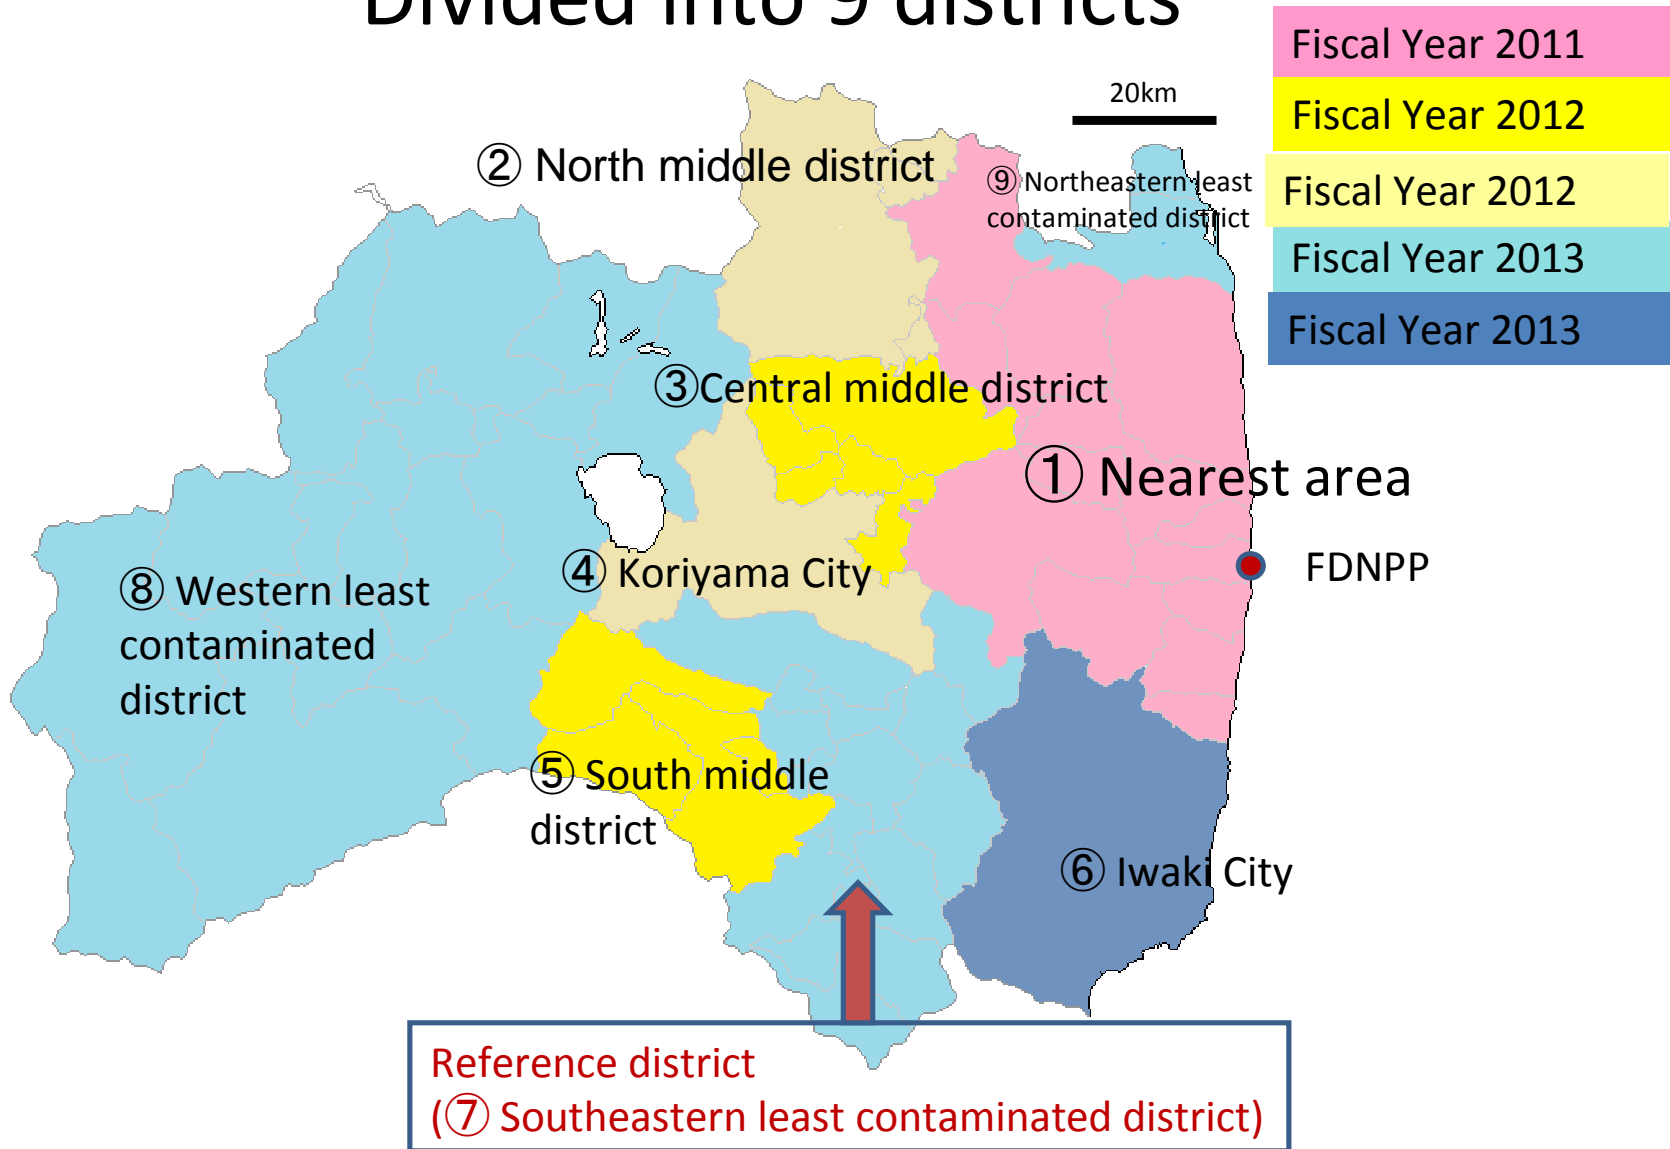 Divided into 9 districts
Fiscal Year 2011
Fiscal Year 2012
Fiscal Year 2012
Fiscal Year 2013
Fiscal Year 2013
20km
② North middle district
⑨ Northeastern least
contaminated district
③Central middle district
① Nearest area
FDNPP
④ Koriyama City
⑧ Western least
contaminated
district
⑤ South middle
district
⑥ Iwaki City
Reference district
(⑦ Southeastern least contaminated district)